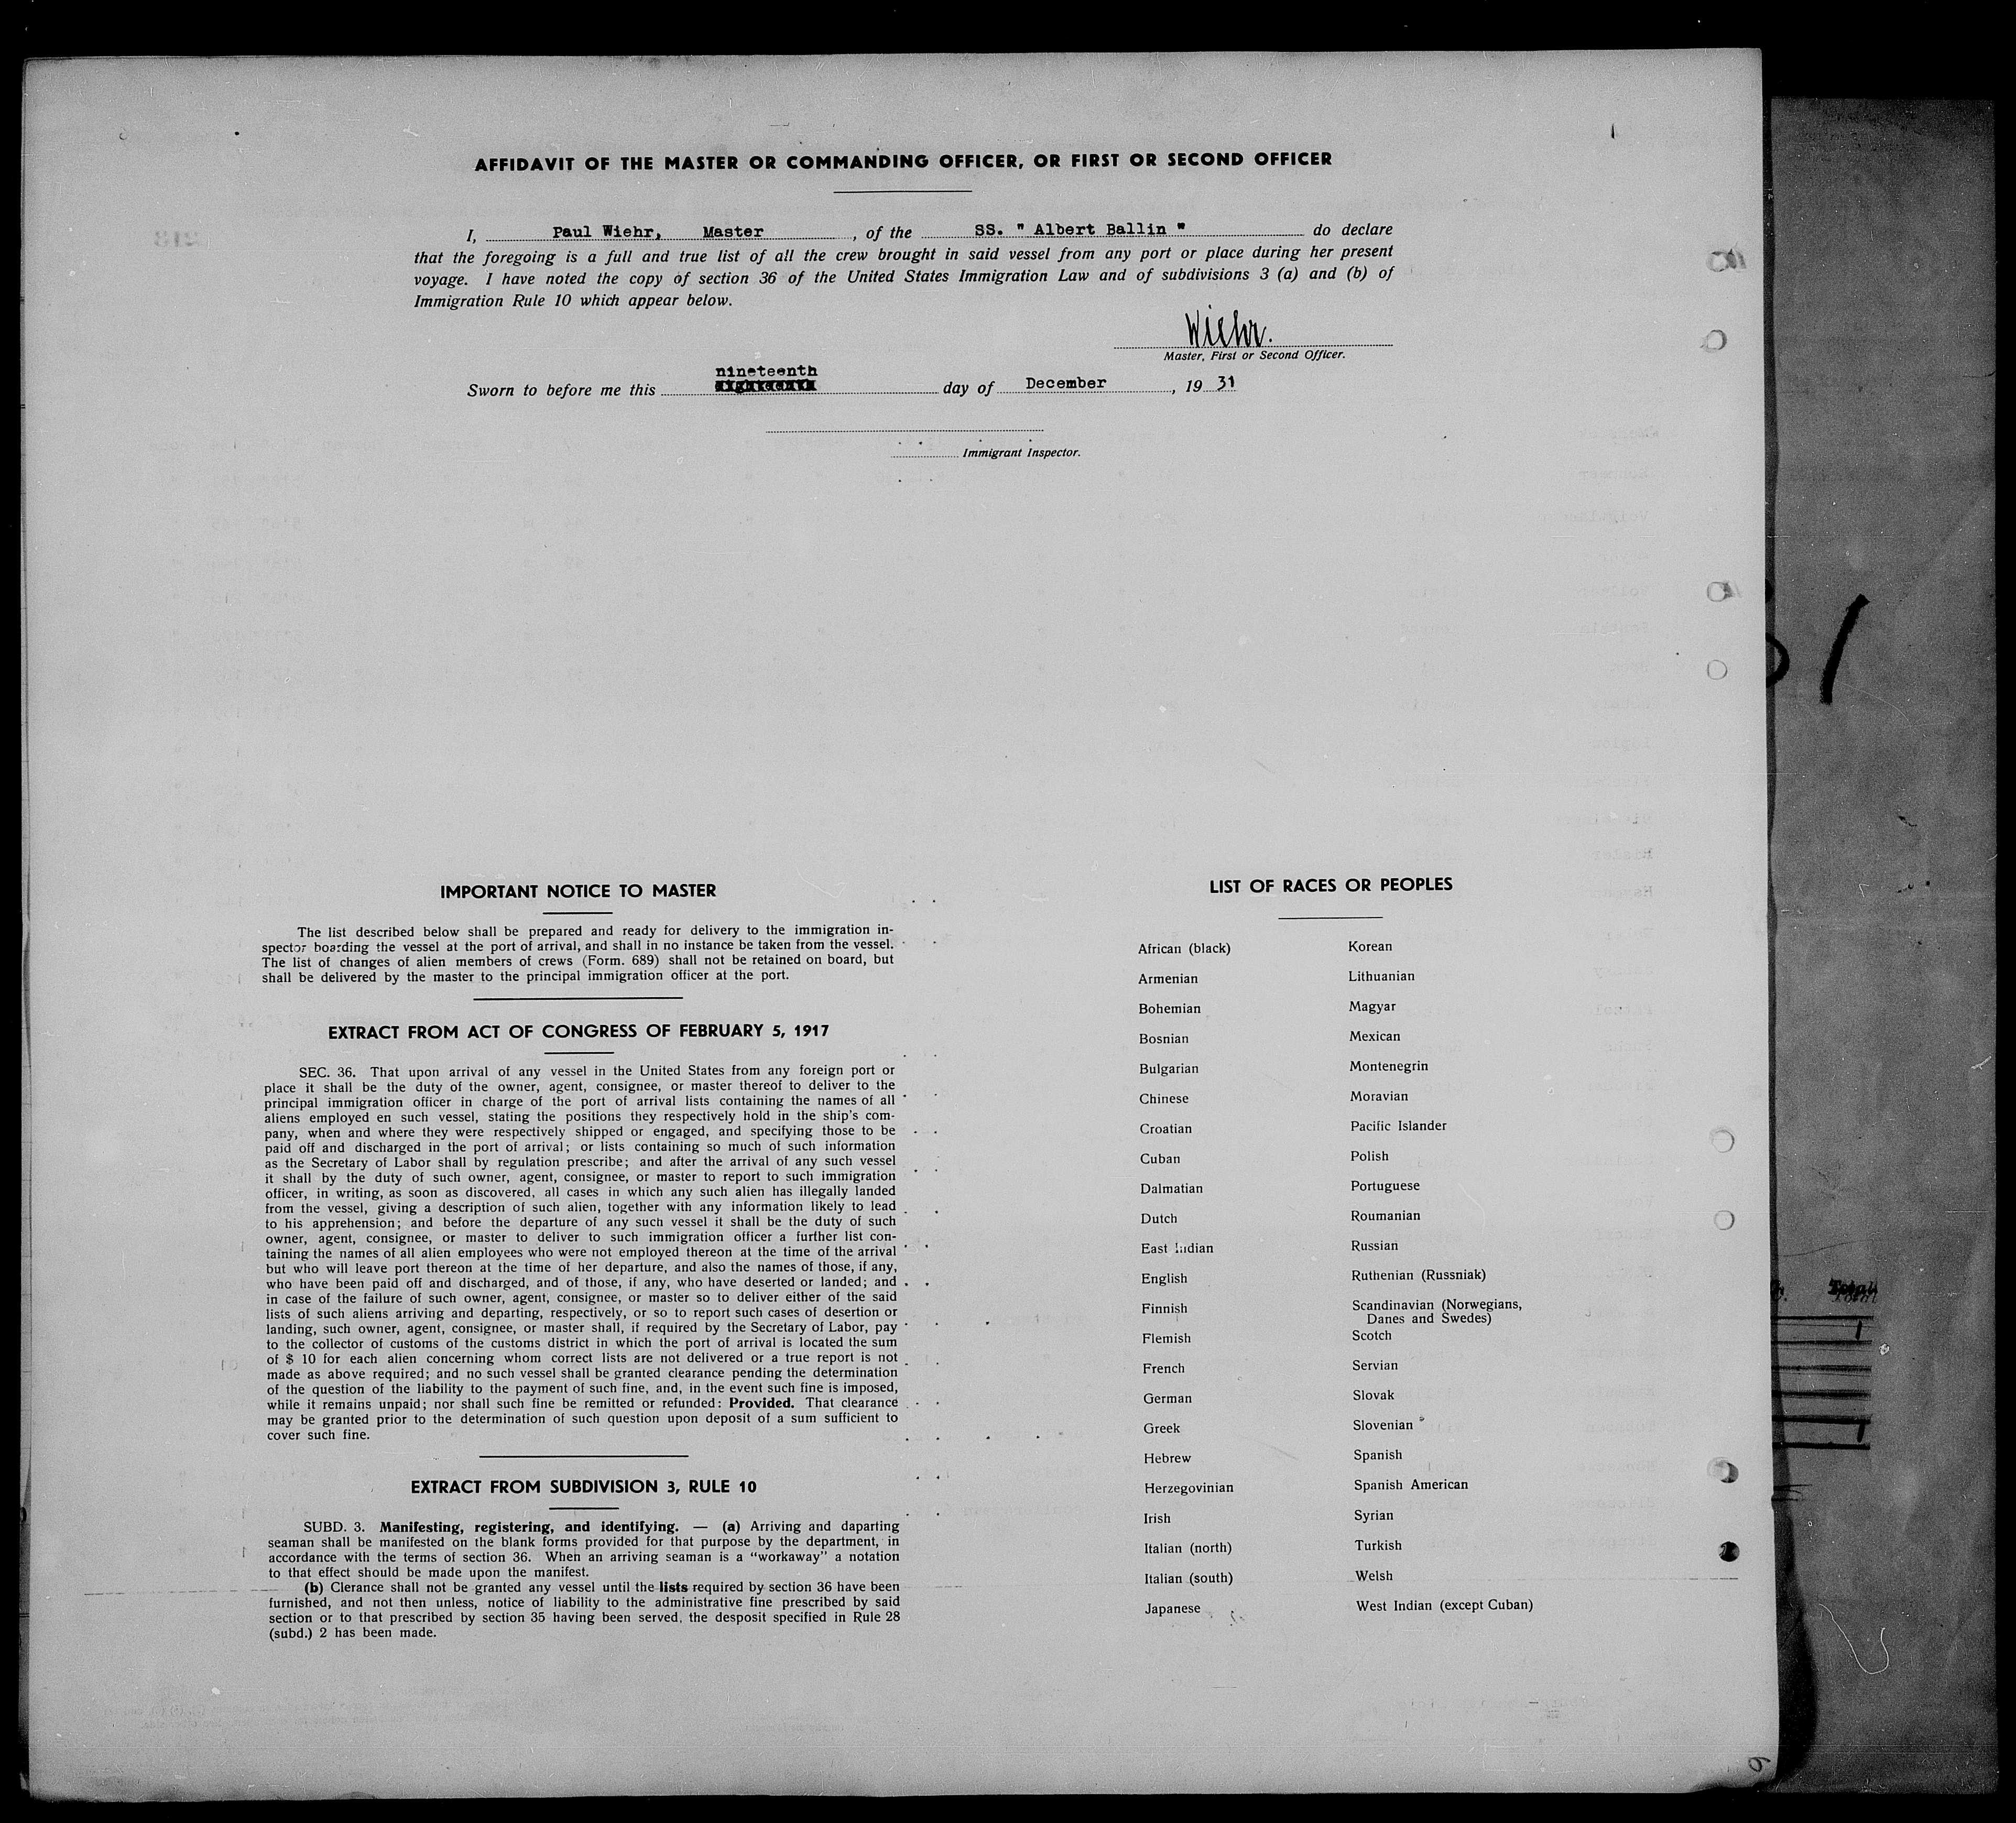 AFFIDAVIT OF THE MASTER OR COMMANDING OFFICER, OR FIRST OR SECOND OFFICER
I, Paul Wiehr, Master , of the SS. " Albert Ballin " do declare
that the foregoing is a full and true list of all the crew brought in said vessel from any port or place during her present
voyage. I have noted the copy of section 36 of the United States Immigration Law and of subdivisions 3 (a) and (b) of
Immigration Rule 10 which appear below.
Wiehr.
Master, First or Second Officer.
nineteenth
Sworn to before me this day of December , 19 31
Immigrant Inspector.
IMPORTANT NOTICE TO MASTER
The list described below shall be prepared and ready for delivery to the immigration in-
spector boarding the vessel at the port of arrival, and shall in no instance be taken from the vessel.
The list of changes of alien members of crews (Form. 689) shall not be retained on board, but
shall be delivered by the master to the principal immigration officer at the port.
EXTRACT FROM ACT OF CONGRESS OF FEBRUARY 5, 1917
SEC. 36. That upon arrival of any vessel in the United States from any foreign port or
place it shall be the duty of the owner, agent, consignee, or master thereof to deliver to the
principal immigration officer in charge of the port of arrival lists containing the names of all
aliens employed en such vessel, stating the positions they respectively hold in the ship's com-
pany, when and where they were respectively shipped or engaged, and specifying those to be
paid off and discharged in the port of arrival; or lists containing so much of such information
as the Secretary of Labor shall by regulation prescribe; and after the arrival of any such vessel
it shall by the duty of such owner, agent, consignee, or master to report to such immigration
officer, in writing, as soon as discovered, all cases in which any such alien has illegally landed
from the vessel, giving a description of such alien, together with any information likely to lead
to his apprehension; and before the departure of any such vessel it shall be the duty of such
owner, agent, consignee, or master to deliver to such immigration officer a further list con-
taining the names of all alien employees who were not employed thereon at the time of the arrival
but who will leave port thereon at the time of her departure, and also the names of those, if any,
who have been paid off and discharged, and of those, if any, who have deserted or landed; and
in case of the failure of such owner, agent, consignee, or master so to deliver either of the said
lists of such aliens arriving and departing, respectively, or so to report such cases of desertion or
landing, such owner, agent, consignee, or master shall, if required by the Secretary of Labor, pay
to the collector of customs of the customs district in which the port of arrival is located the sum
of $ 10 for each alien concerning whom correct lists are not delivered or a true report is not
made as above required; and no such vessel shall be granted clearance pending the determination
of the question of the liability to the payment of such fine, and, in the event such fine is imposed,
while it remains unpaid; nor shall such fine be remitted or refunded: Provided. That clearance
may be granted prior to the determination of such question upon deposit of a sum sufficient to
cover such fine.
EXTRACT FROM SUBDIVISION 3, RULE 10
SUBD. 3. Manifesting, registering, and identifying. — (a) Arriving and daparting
seaman shall be manifested on the blank forms provided for that purpose by the department, in
accordance with the terms of section 36. When an arriving seaman is a "workaway" a notation
to that effect should be made upon the manifest.
(b) Clerance shall not be granted any vessel until the lists required by section 36 have been
furnished, and not then unless, notice of liability to the administrative fine prescribed by said
section or to that prescribed by section 35 having been served, the desposit specified in Rule 28
(subd.) 2 has been made.
LIST OF RACES OR PEOPLES
African (black)
Armenian
Bohemian
Bosnian
Bulgarian
Chinese
Croatian
Cuban
Dalmatian
Dutch
East Indian
English
Finnish
Flemish
French
German
Greek
Hebrew
Herzegovinian
Irish
Italian (north)
Italian (south)
Japanese
Korean
Lithuanian
Magyar
Mexican
Montenegrin
Moravian
Pacific Islander
Polish
Portuguese
Roumanian
Russian
Ruthenian (Russniak)
Scandinavian (Norwegians,
Danes and Swedes)
Scotch
Servian
Slovak
Slovenian
Spanish
Spanish American
Syrian
Turkish
Welsh
West Indian (except Cuban)
Total
6